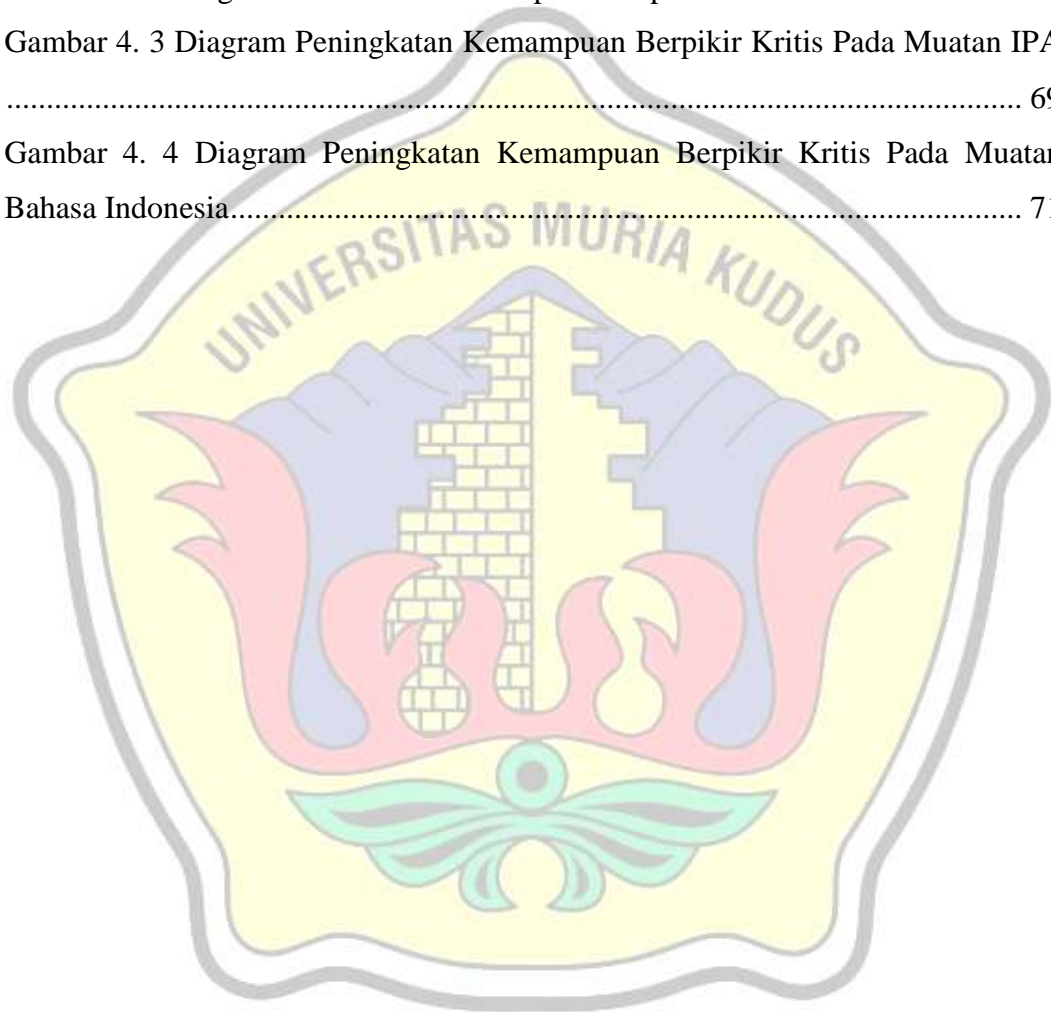 Gambar 4. 3 Diagram Peningkatan Kemampuan Berpikir Kritis Pada Muatan IPA
.......................................................................................................................... 69
Gambar 4. 4 Diagram Peningkatan Kemampuan Berpikir Kritis Pada Muatan
Bahasa Indonesia............................................................................................... 71
UNIVERSITAS MURIA KUDUS